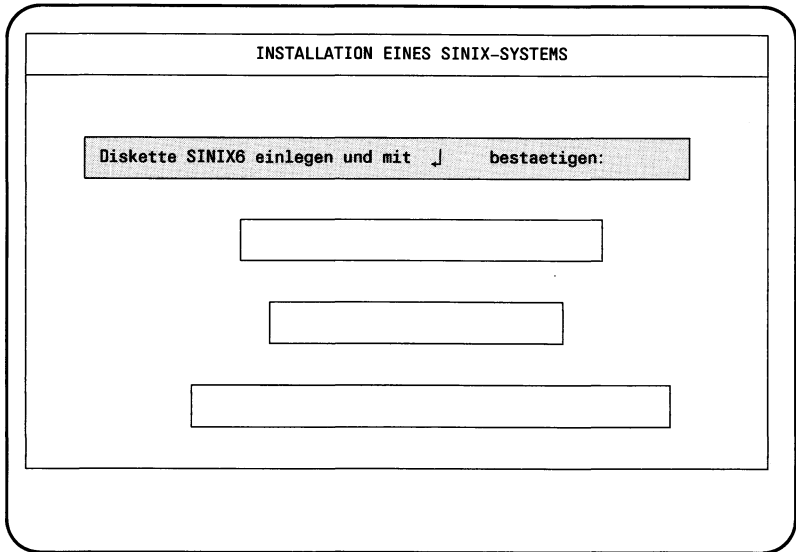 INSTALLATION EINES SINIX-SYSTEMS
Diskette SINIX6 einlegen und mit ↵ bestaetigen: